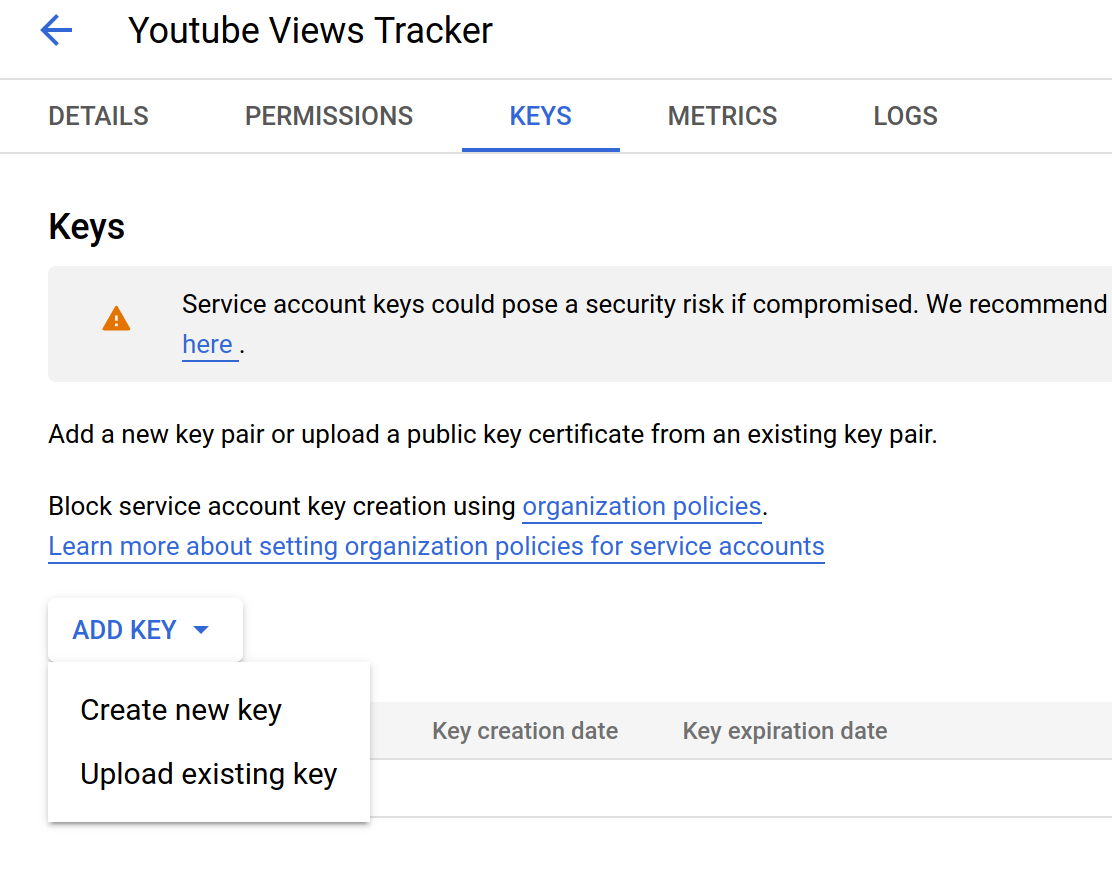 Youtube Views Tracker
DETAILS PERMISSIONS KEYS METRICS LOGS
Keys
Service account keys could pose a security risk if compromised. We recommend
here .
Add a new key pair or upload a public key certificate from an existing key pair.
Block service account key creation using organization policies.
Learn more about setting organization policies for service accounts
ADD KEY
Create new key
Key creation date Key expiration date
Upload existing key